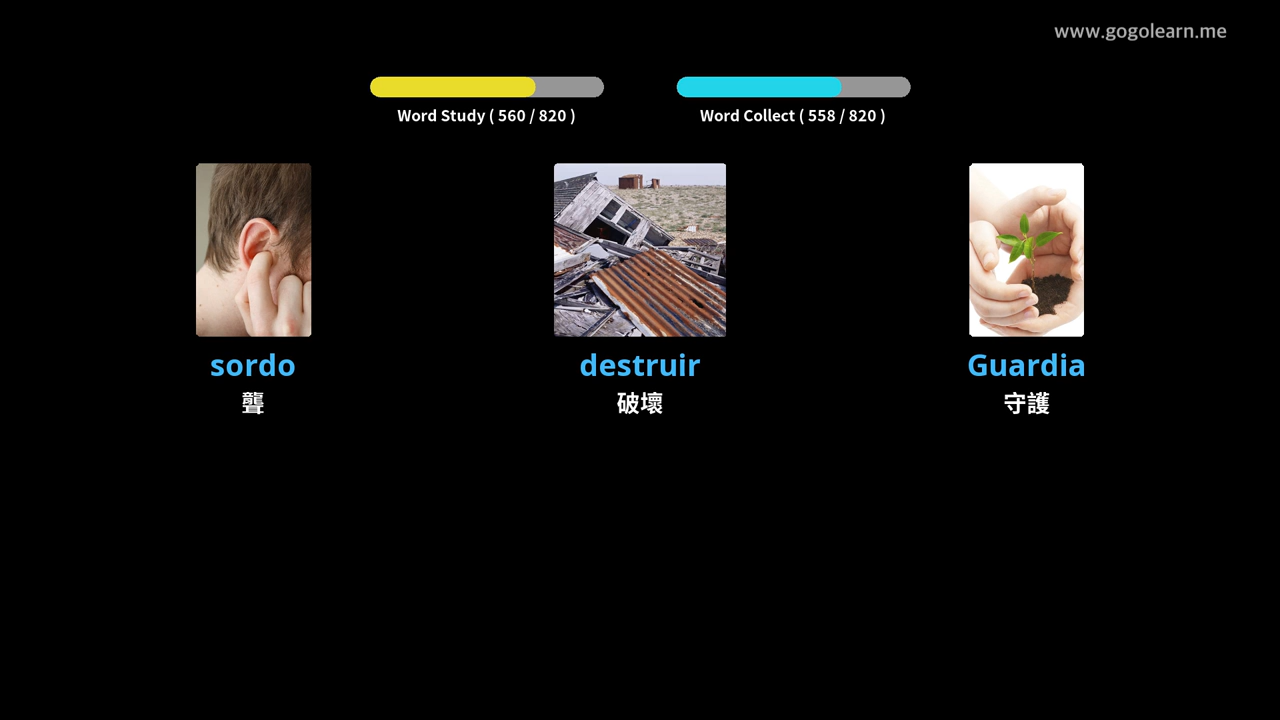 www.gogolearn.me
Word Study ( 560 / 820 )
Word Collect ( 558 / 820 )
sordo
聾
destruir
破壞
Guardia
守護